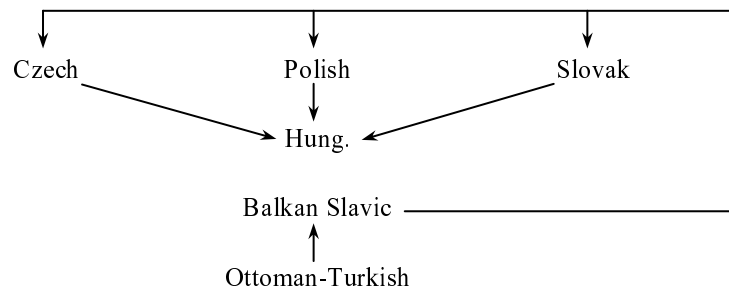 Czech Polish Slovak
Hung.
Balkan Slavic
Ottoman-Turkish